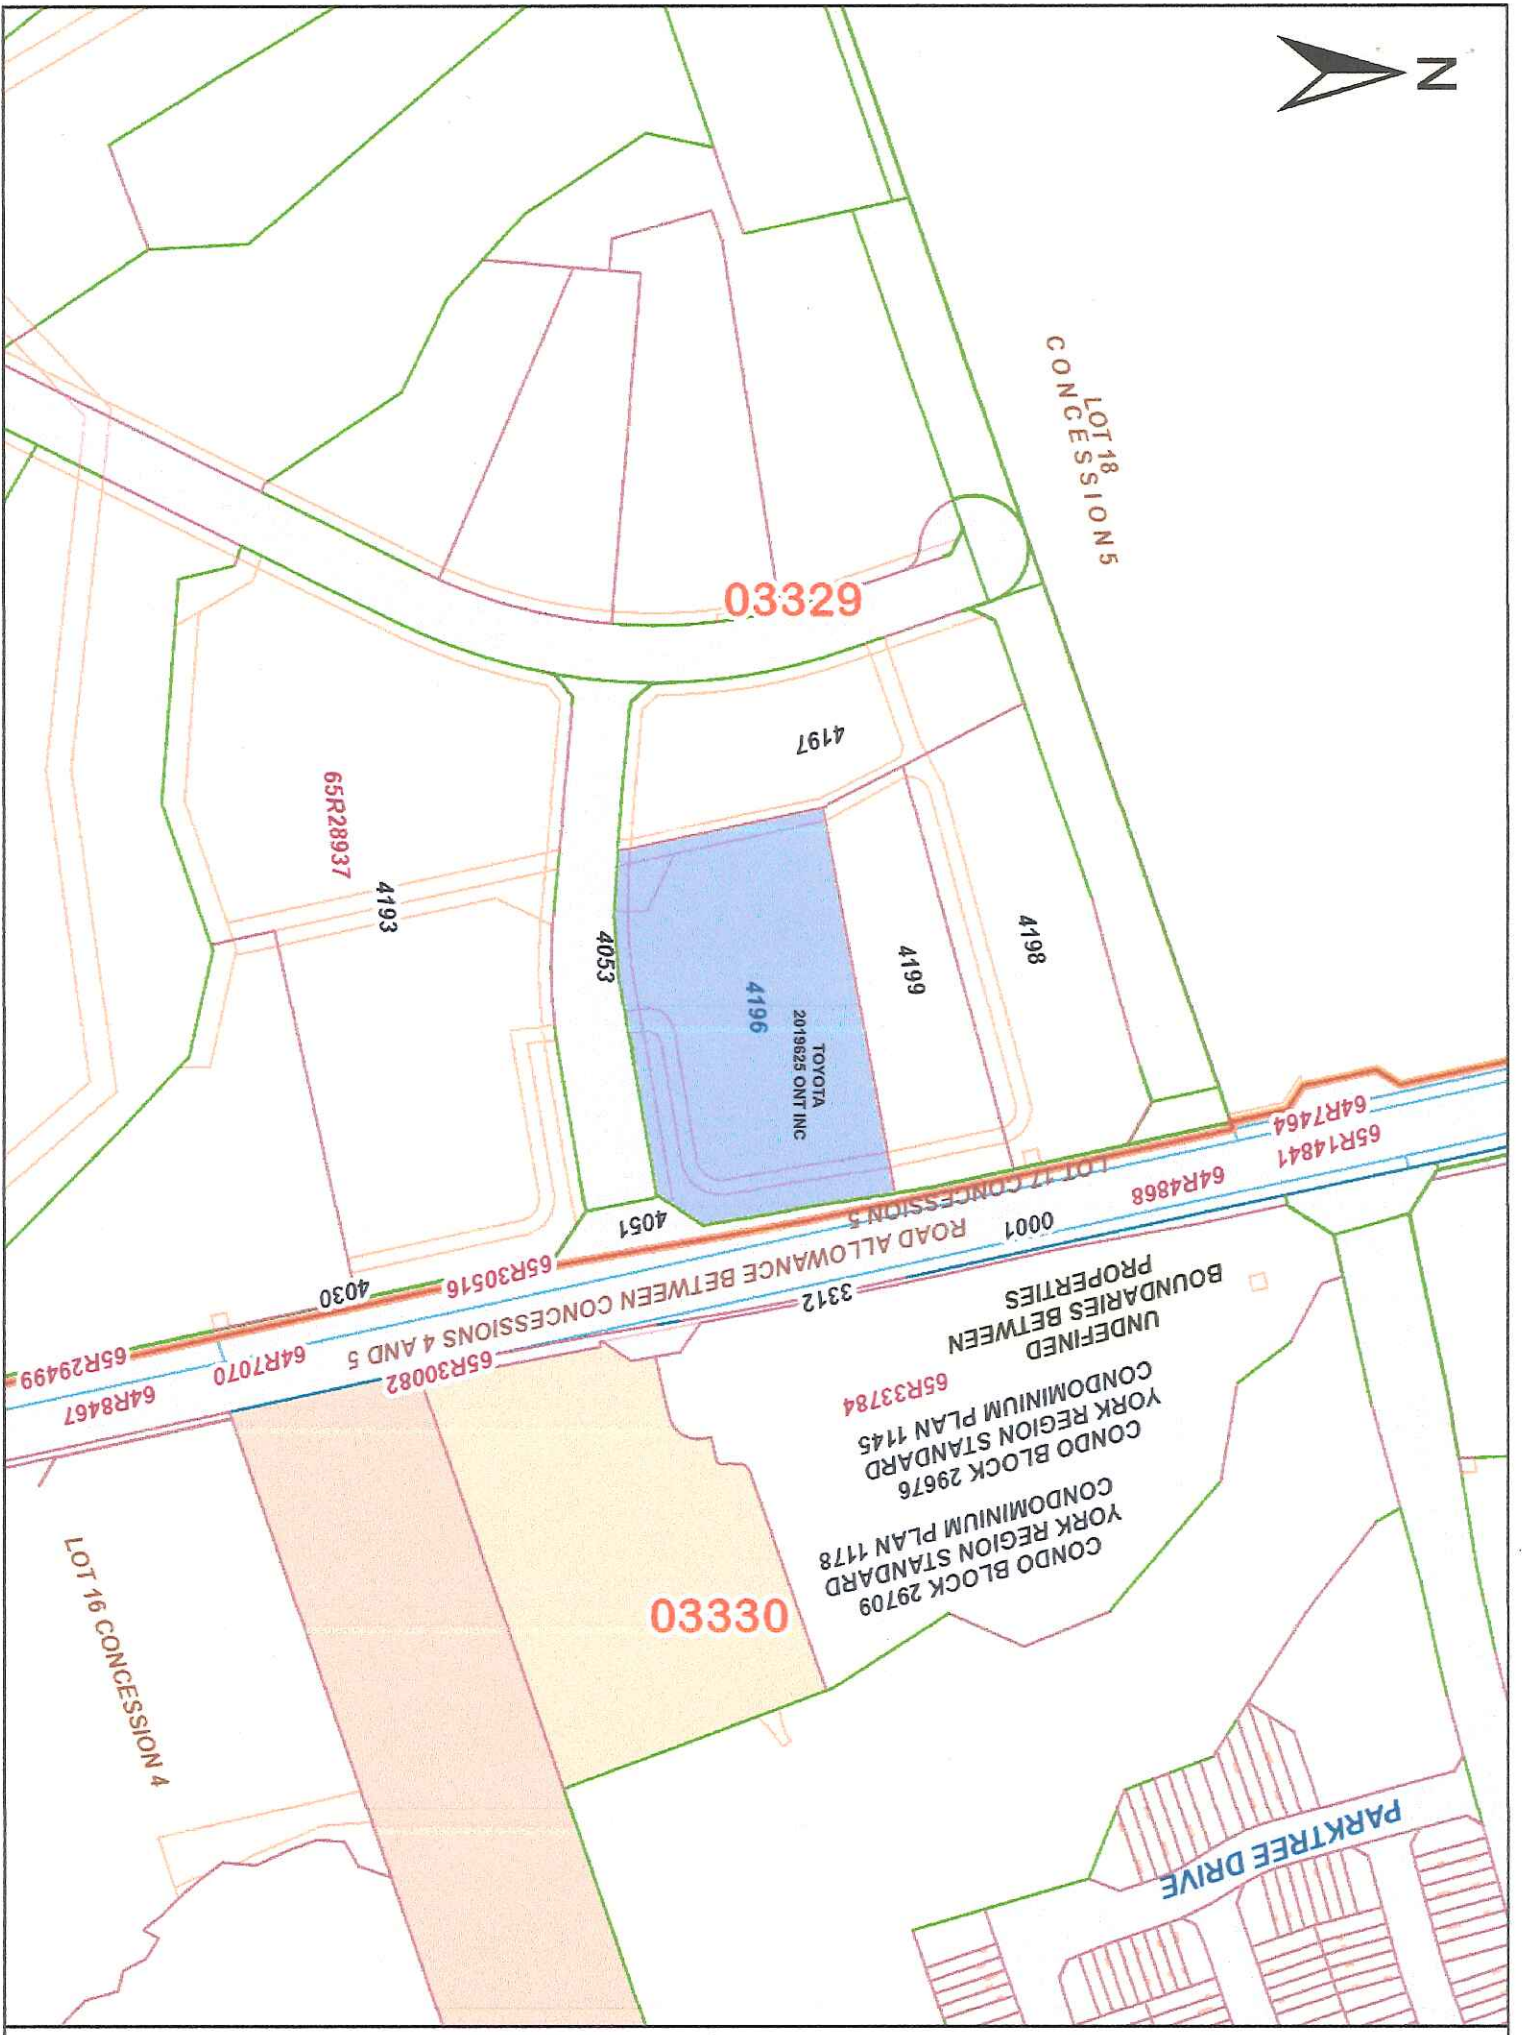 N
LOT 18
CONCESSION 5
03329
4197
65R28937
4193
4053
4198
4199
4196
TOYOTA
2019625 ONT INC
64R7464
65R14841
64R4868
LOT 17 CONCESSION 5
0001
4051
ROAD ALLOWANCE BETWEEN CONCESSIONS 4 AND 5
65R30516
4030
3312
65R29499
64R7070
64R8467
65R30082
UNDEFINED
BOUNDARIES BETWEEN
PROPERTIES
65R33784
CONDO BLOCK 29676
YORK REGION STANDARD
CONDOMINIUM PLAN 1145
CONDO BLOCK 29709
YORK REGION STANDARD
CONDOMINIUM PLAN 1178
03330
LOT 16 CONCESSION 4
PARKTREE DRIVE